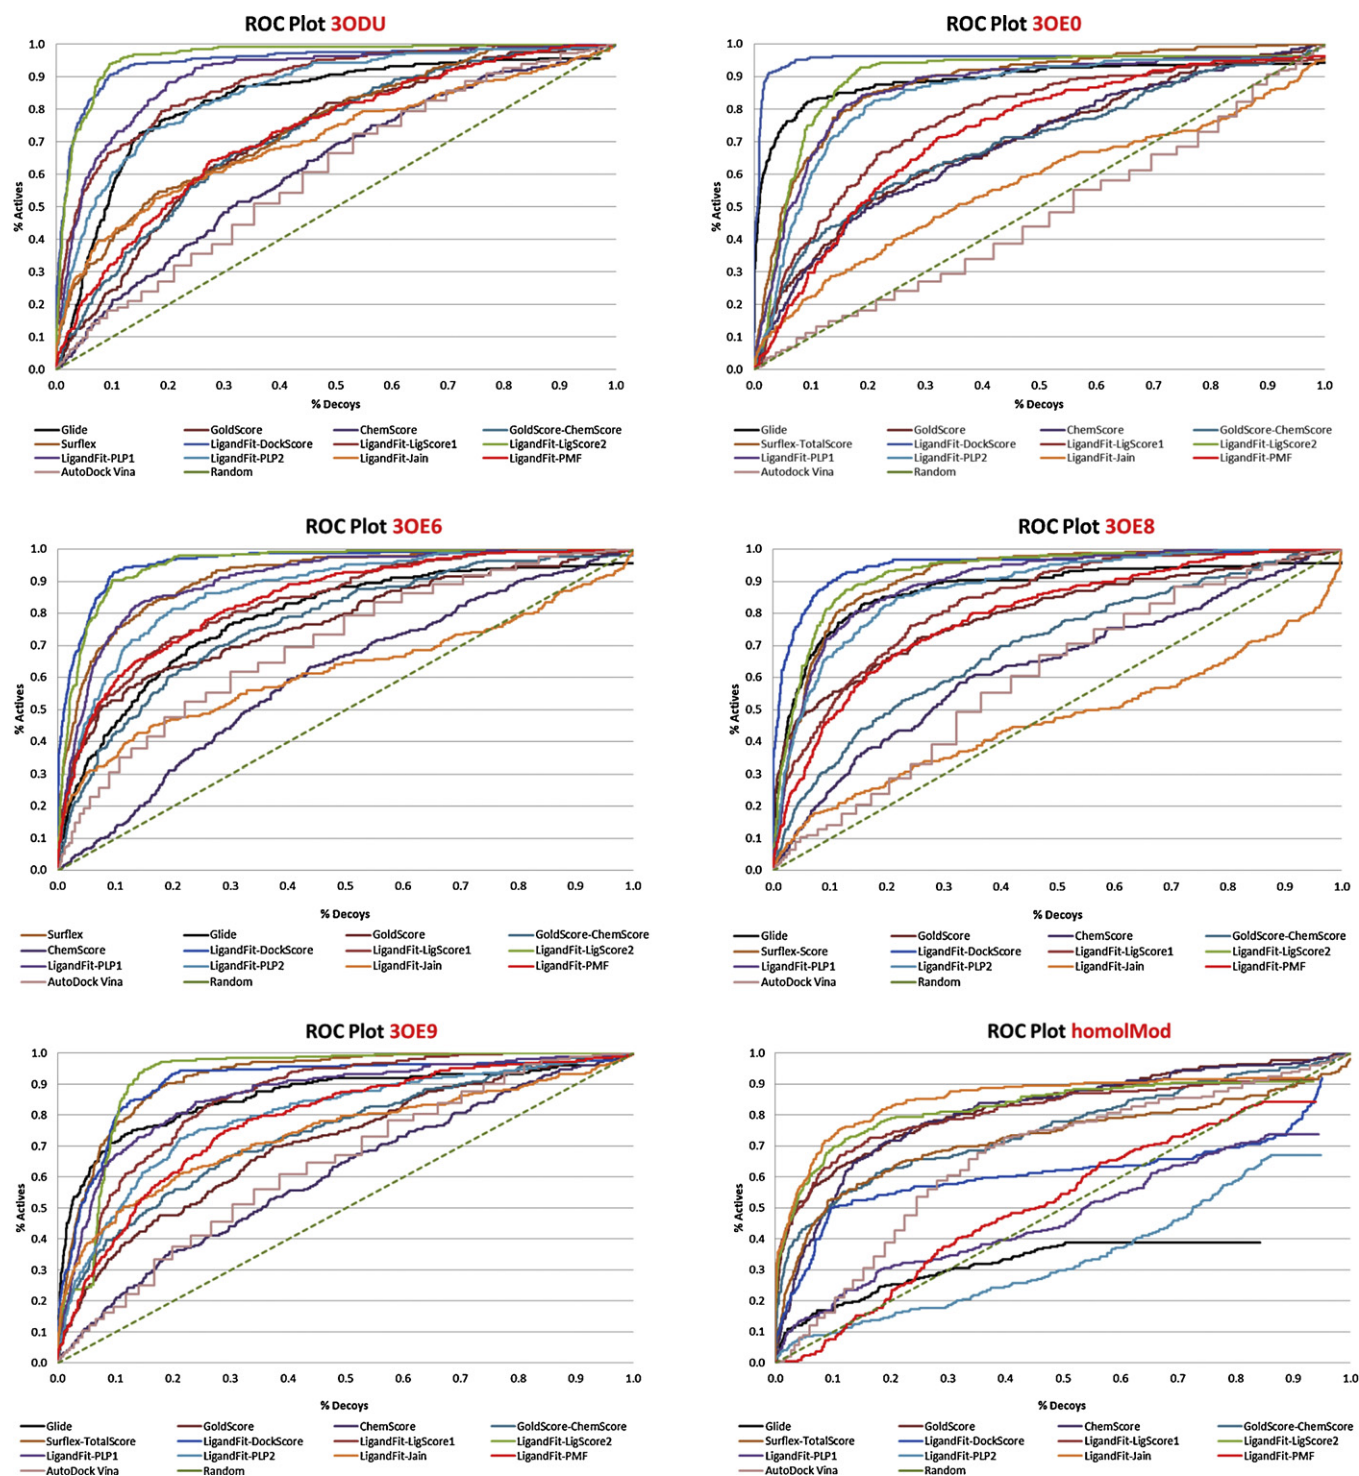 ROC Plot 3ODU
% Actives
1.0
0.9
0.8
0.7
0.6
0.5
0.4
0.3
0.2
0.1
0.0
0.0 0.1 0.2 0.3 0.4 0.5 0.6 0.7 0.8 0.9 1.0
% Decoys
Glide GoldScore ChemScore GoldScore-ChemScore
Surflex LigandFit-DockScore LigandFit-LigScore1 LigandFit-LigScore2
LigandFit-PLP1 LigandFit-PLP2 LigandFit-Jain LigandFit-PMF
AutoDock Vina Random
ROC Plot 3OE0
% Actives
1.0
0.9
0.8
0.7
0.6
0.5
0.4
0.3
0.2
0.1
0.0
0.0 0.1 0.2 0.3 0.4 0.5 0.6 0.7 0.8 0.9 1.0
% Decoys
Glide GoldScore ChemScore GoldScore-ChemScore
Surflex-TotalScore LigandFit-DockScore LigandFit-LigScore1 LigandFit-LigScore2
LigandFit-PLP1 LigandFit-PLP2 LigandFit-Jain LigandFit-PMF
Autodock Vina Random
ROC Plot 3OE6
% Actives
1.0
0.9
0.8
0.7
0.6
0.5
0.4
0.3
0.2
0.1
0.0
0.0 0.1 0.2 0.3 0.4 0.5 0.6 0.7 0.8 0.9 1.0
% Decoys
Surflex Glide GoldScore GoldScore-ChemScore
ChemScore LigandFit-DockScore LigandFit-LigScore1 LigandFit-LigScore2
LigandFit-PLP1 LigandFit-PLP2 LigandFit-Jain LigandFit-PMF
AutoDock Vina Random
ROC Plot 3OE8
% Actives
1.0
0.9
0.8
0.7
0.6
0.5
0.4
0.3
0.2
0.1
0.0
0.0 0.1 0.2 0.3 0.4 0.5 0.6 0.7 0.8 0.9 1.0
% Decoys
Glide GoldScore ChemScore GoldScore-ChemScore
Surflex-Score LigandFit-DockScore LigandFit-LigScore1 LigandFit-LigScore2
LigandFit-PLP1 LigandFit-PLP2 LigandFit-Jain LigandFit-PMF
AutoDock Vina Random
ROC Plot 3OE9
% Actives
1.0
0.9
0.8
0.7
0.6
0.5
0.4
0.3
0.2
0.1
0.0
0.0 0.1 0.2 0.3 0.4 0.5 0.6 0.7 0.8 0.9 1.0
% Decoys
Glide GoldScore ChemScore GoldScore-ChemScore
Surflex-TotalScore LigandFit-DockScore LigandFit-LigScore1 LigandFit-LigScore2
LigandFit-PLP1 LigandFit-PLP2 LigandFit-Jain LigandFit-PMF
AutoDock Vina Random
ROC Plot homolMod
% Actives
1.0
0.9
0.8
0.7
0.6
0.5
0.4
0.3
0.2
0.1
0.0
0.0 0.1 0.2 0.3 0.4 0.5 0.6 0.7 0.8 0.9 1.0
% Decoys
Glide GoldScore ChemScore GoldScore-ChemScore
Surflex-TotalScore LigandFit-DockScore LigandFit-LigScore1 LigandFit-LigScore2
LigandFit-PLP1 LigandFit-PLP2 LigandFit-Jain LigandFit-PMF
AutoDock Vina Random